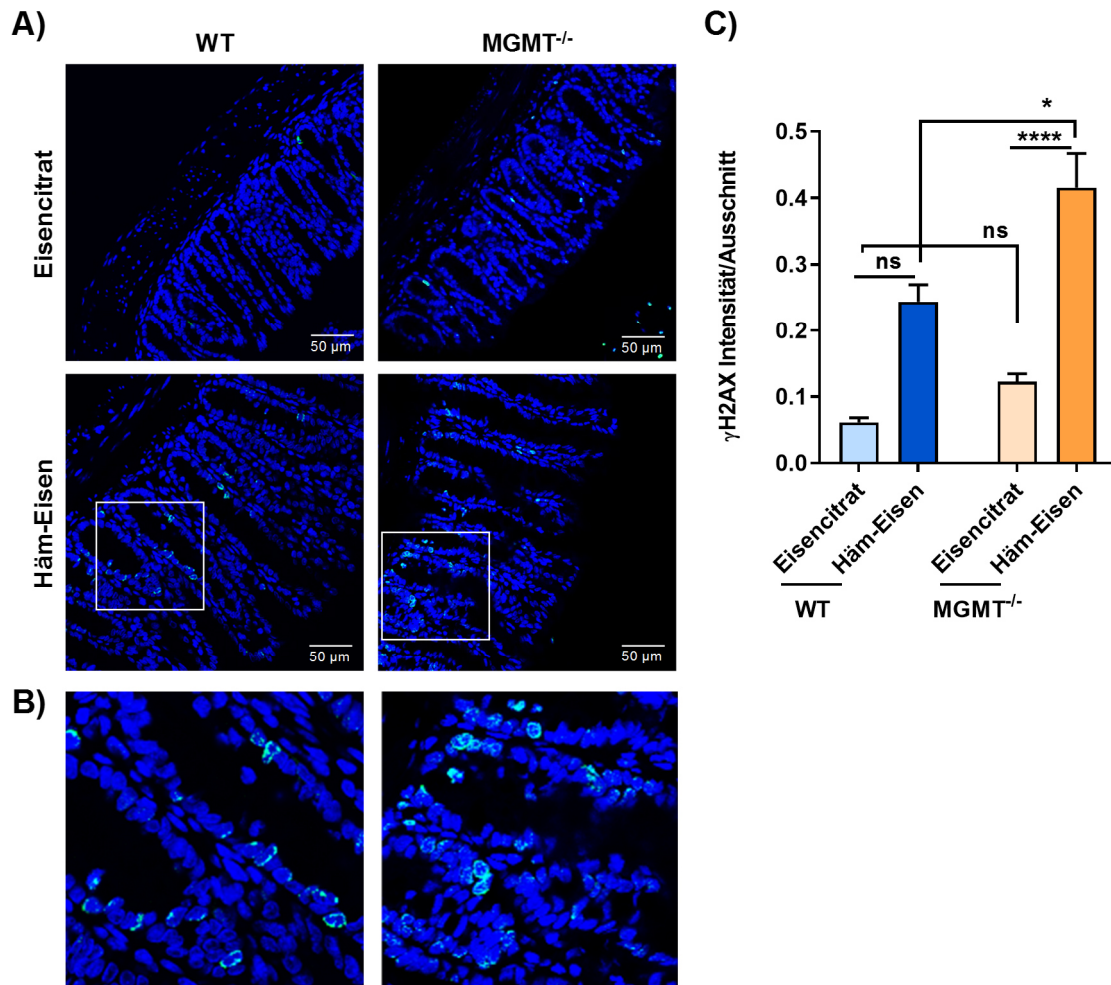 A)
WT
MGMT-/-
Eisencitrat
50 µm
50 µm
Häm-Eisen
50 µm
50 µm
B)
C)
γH2AX Intensität/Ausschnitt
0.5
0.4
0.3
0.2
0.1
0.0
*
****
ns
ns
Eisencitrat
Häm-Eisen
Eisencitrat
Häm-Eisen
WT
MGMT-/-